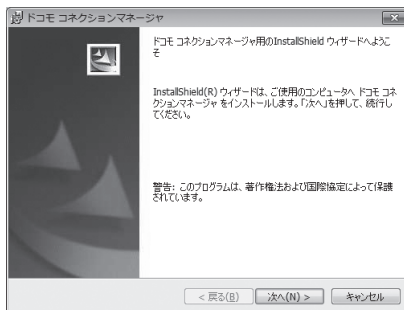 ドコモ コネクションマネージャ
ドコモ コネクションマネージャ用のInstallShield ウィザードへようこ
そ
InstallShield(R) ウィザードは、ご使用のコンピュータへ ドコモ コネ
クションマネージャ をインストールします。「次へ」を押して、続行し
てください。
警告: このプログラムは、著作権法および国際協定によって保護
されています。
< 戻る(B)
次へ(N) >
キャンセル